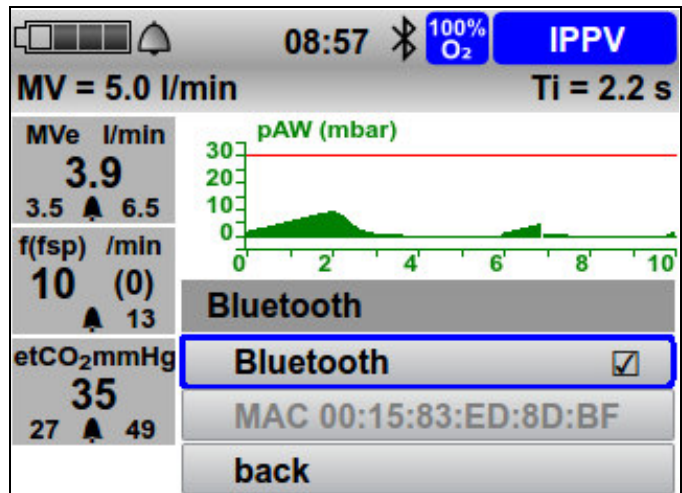 08:57 100% O₂ IPPV
MV = 5.0 l/min Ti = 2.2 s
MVe l/min
3.9
3.5 6.5
f(fsp) /min
10 (0)
13
etCO₂mmHg
35
27 49
pAW (mbar)
30
20
10
0
0 2 4 6 8 10
Bluetooth
Bluetooth ☑
MAC 00:15:83:ED:8D:BF
back